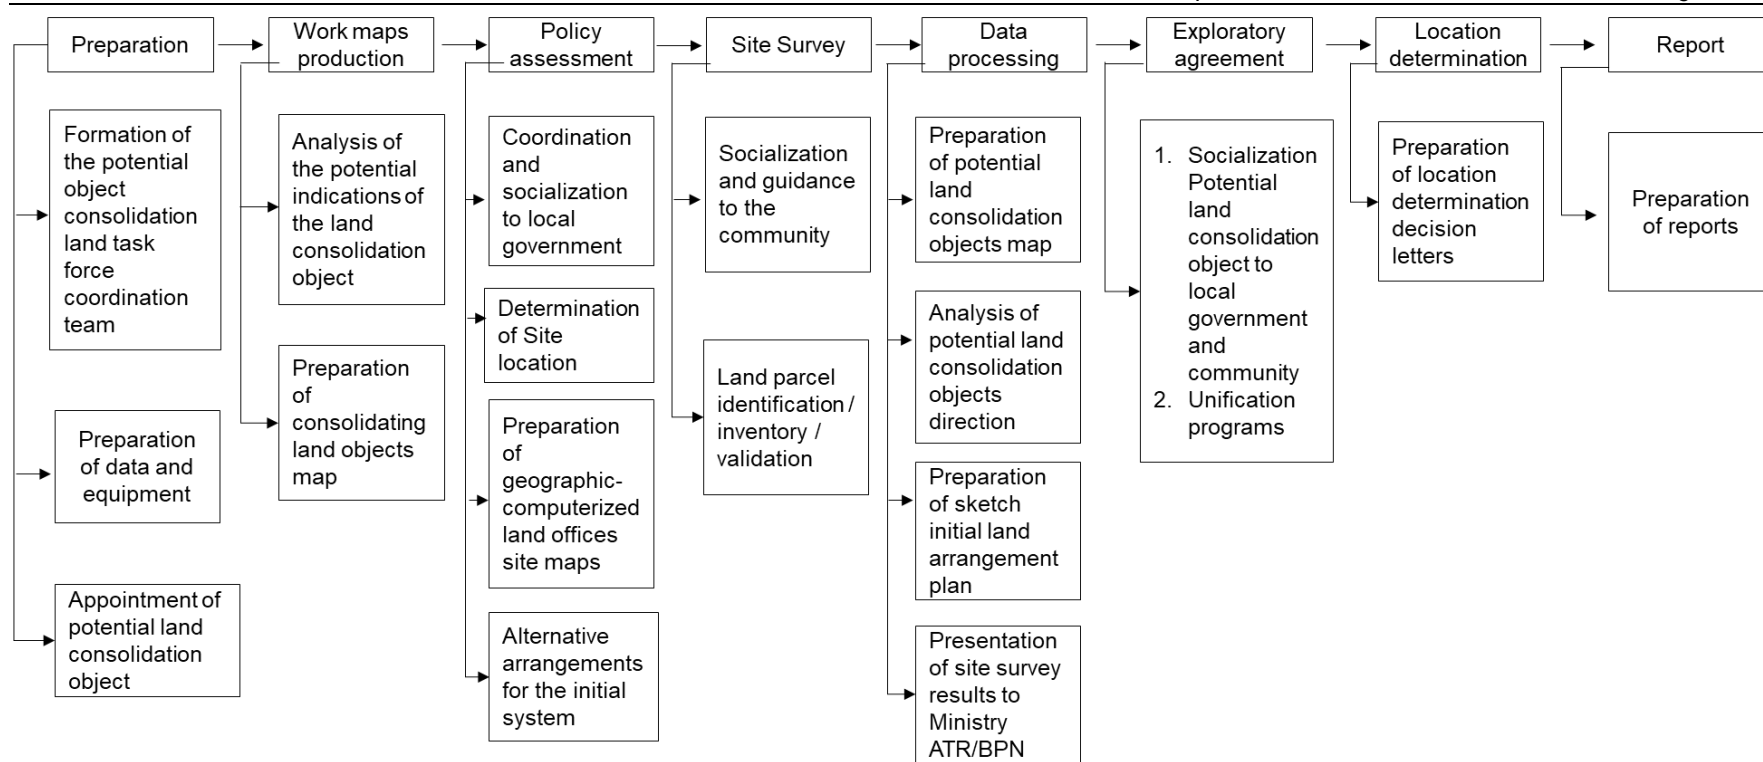 Preparation
Work maps
production
Policy
assessment
Site Survey
Data
processing
Exploratory
agreement
Location
determination
Report
Formation of
the potential
object
consolidation
land task
force
coordination
team
Preparation
of data and
equipment
Appointment of
potential land
consolidation
object
Analysis of
the potential
indications of
the land
consolidation
object
Preparation
of
consolidating
land objects
map
Coordination
and
socialization
to local
government
Determination
of Site
location
Preparation
of
geographic-
computerized
land offices
site maps
Alternative
arrangements
for the initial
system
Socialization
and guidance
to the
community
Land parcel
identification /
inventory /
validation
Preparation
of potential
land
consolidation
objects map
Analysis of
potential land
consolidation
objects
direction
Preparation
of sketch
initial land
arrangement
plan
Presentation
of site survey
results to
Ministry
ATR/BPN
1. Socialization
Potential
land
consolidation
object to
local
government
and
community
2. Unification
programs
Preparation
of location
determination
decision
letters
Preparation
of reports